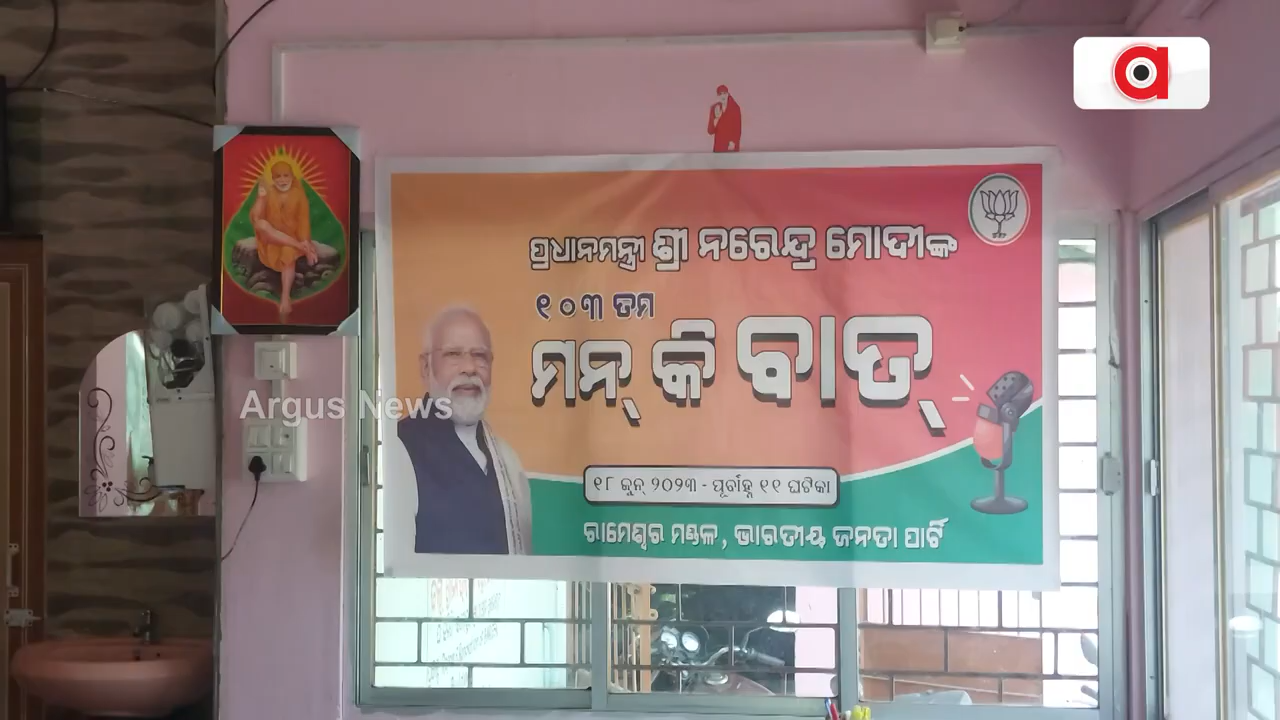 ପ୍ରଧାନମନ୍ତ୍ରୀ ଶ୍ରୀ ନରେନ୍ଦ୍ର ମୋଦୀଙ୍କ
୧୦୩ ତମ
ମନ୍ କି ବାତ୍
Argus News
୧୮ ଜୁନ୍ ୨୦୨୩ - ପୂର୍ବାହ୍ନ ୧୧ ଘଟିକା
ରାମେଶ୍ୱର ମଣ୍ଡଳ, ଭାରତୀୟ ଜନତା ପାର୍ଟି